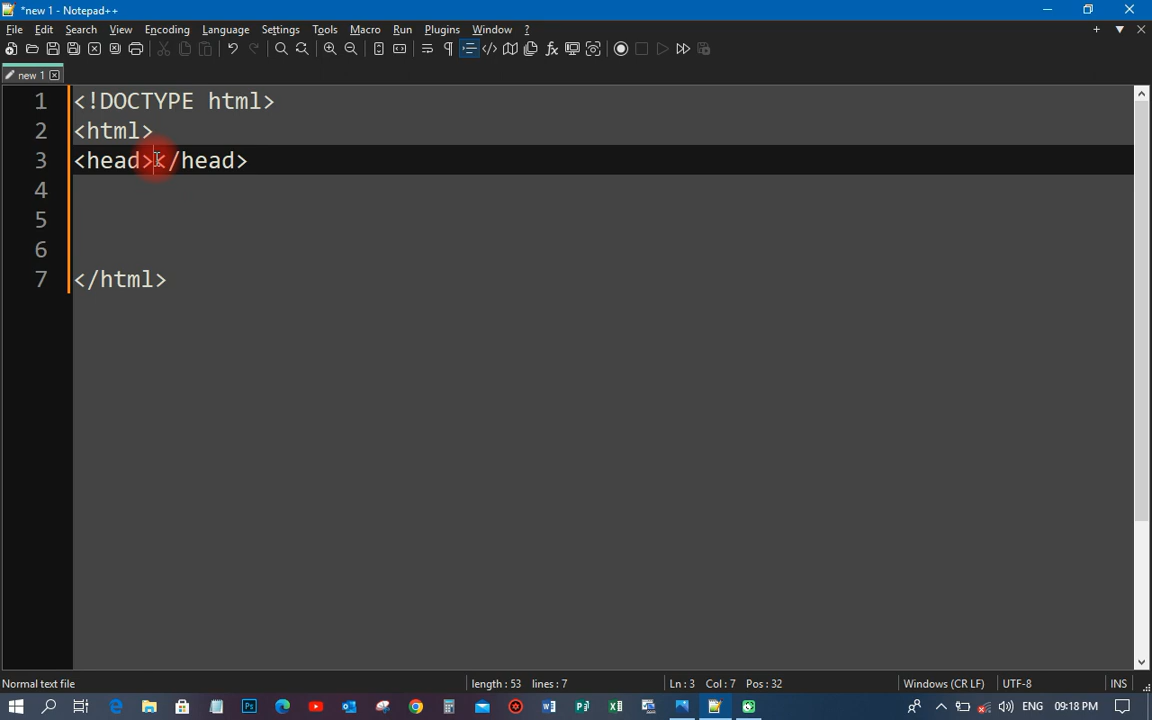 *new 1 - Notepad++
File Edit Search View Encoding Language Settings Tools Macro Run Plugins Window ?
new 1
1 <!DOCTYPE html>
2 <html>
3 <head></head>
4
5
6
7 </html>
Normal text file length : 53 lines : 7 Ln : 3 Col : 7 Pos : 32 Windows (CR LF) UTF-8 INS
ENG 09:18 PM